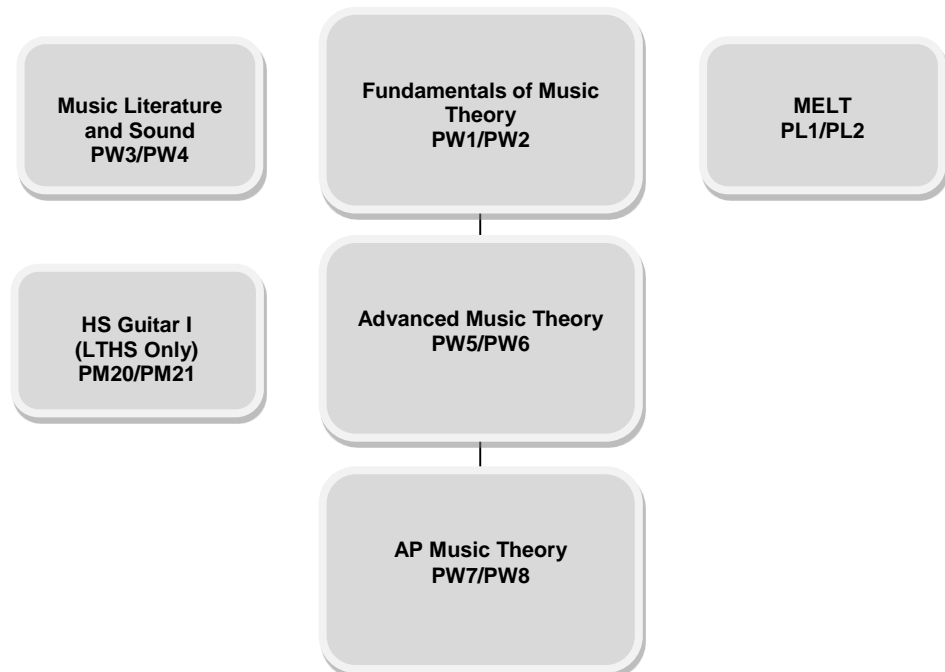 Music Literature
and Sound
PW3/PW4
Fundamentals of Music
Theory
PW1/PW2
MELT
PL1/PL2
HS Guitar I
(LTHS Only)
PM20/PM21
Advanced Music Theory
PW5/PW6
AP Music Theory
PW7/PW8